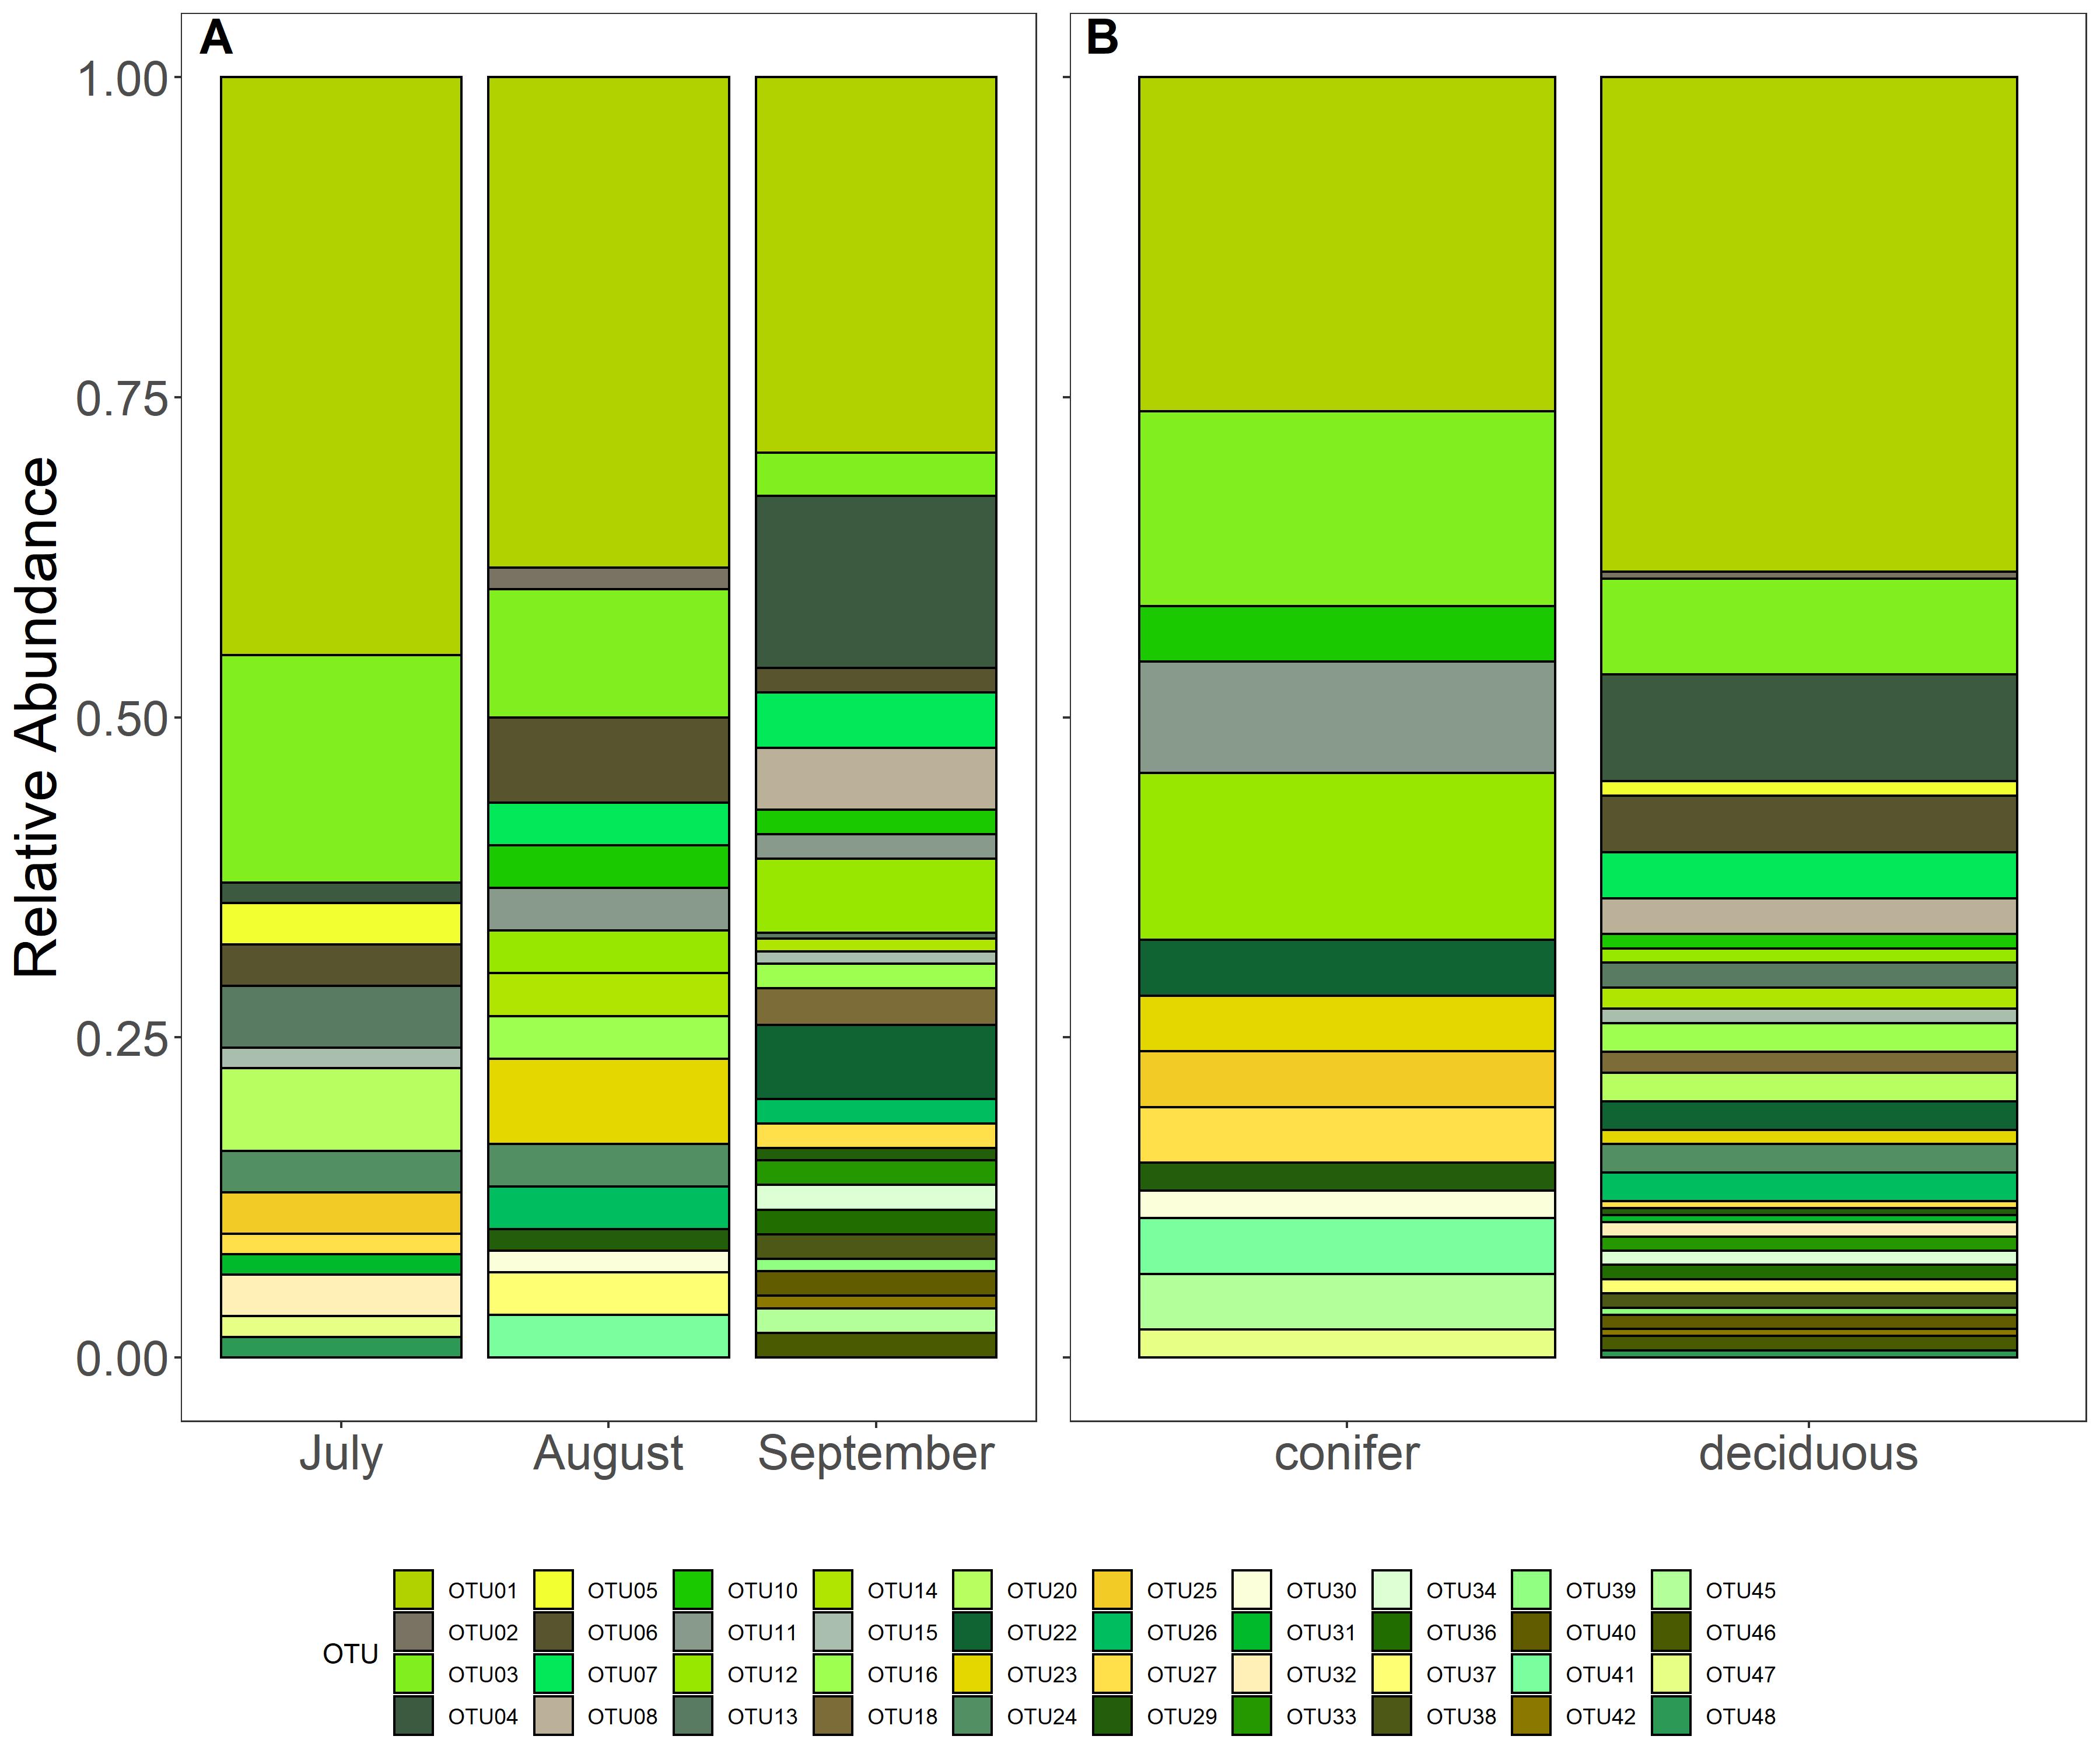 A
B
1.00
0.75
0.50
0.25
0.00
Relative Abundance
July August September
conifer deciduous
OTU01 OTU05 OTU10 OTU14 OTU20 OTU25 OTU30 OTU34 OTU39 OTU45
OTU02 OTU06 OTU11 OTU15 OTU22 OTU26 OTU31 OTU36 OTU40 OTU46
OTU
OTU03 OTU07 OTU12 OTU16 OTU23 OTU27 OTU32 OTU37 OTU41 OTU47
OTU04 OTU08 OTU13 OTU18 OTU24 OTU29 OTU33 OTU38 OTU42 OTU48